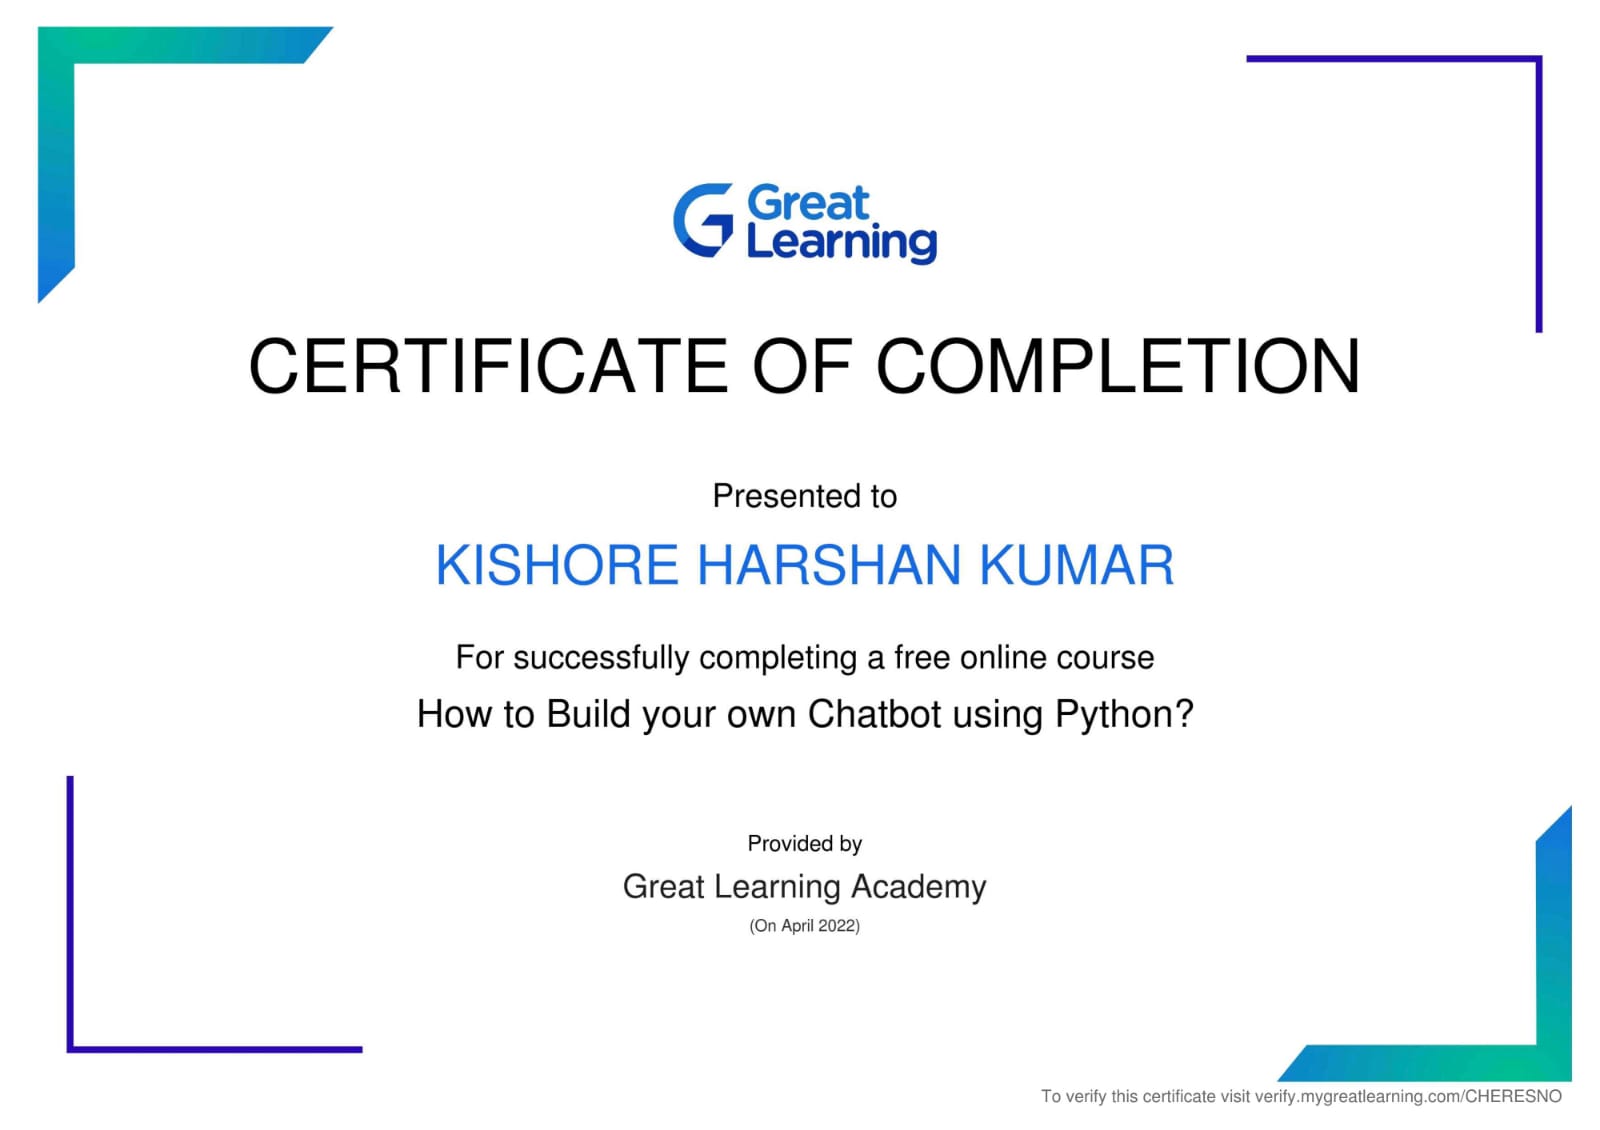 Great
Learning
CERTIFICATE OF COMPLETION
Presented to
KISHORE HARSHAN KUMAR
For successfully completing a free online course
How to Build your own Chatbot using Python?
Provided by
Great Learning Academy
(On April 2022)
To verify this certificate visit verify.mygreatlearning.com/CHERESNO